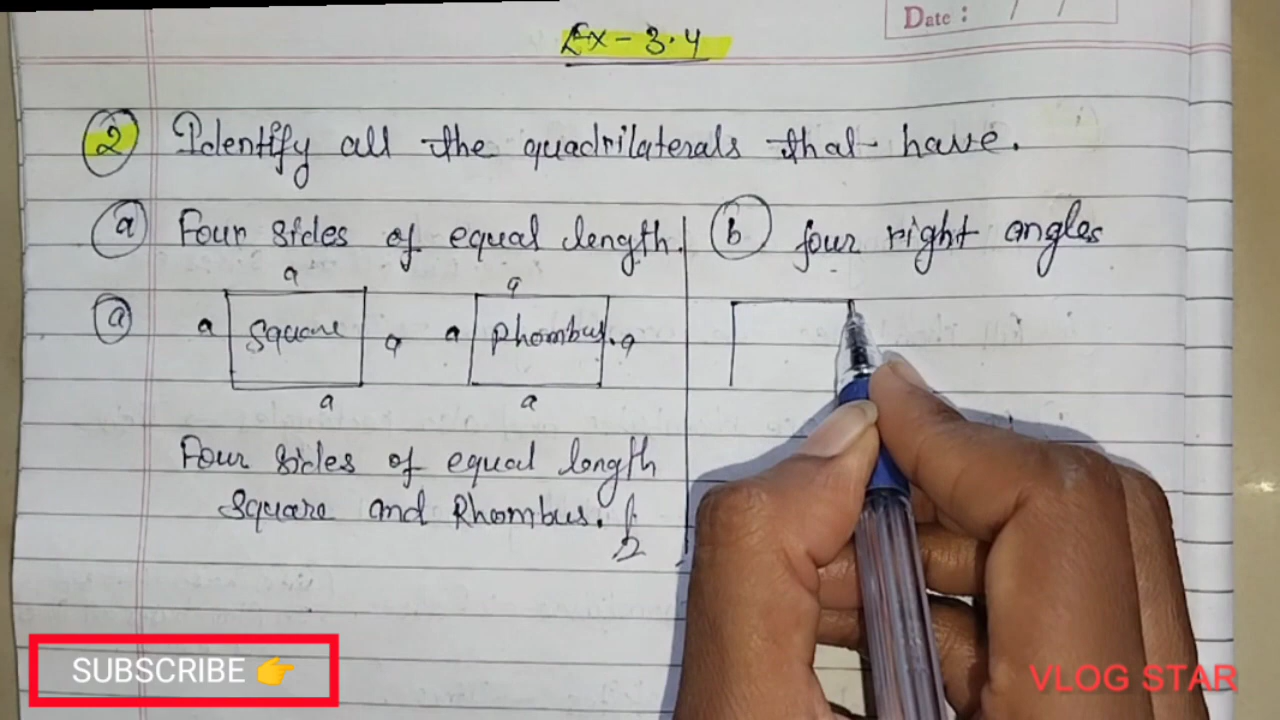 Date : / /
Ex - 3.4
2 Identify all the quadrilaterals that have.
a Four sides of equal length.
b four right angles
a
a
a Square a
a
a
a Rhombus. a
a
Four sides of equal length
Square and Rhombus.
SUBSCRIBE 👉
VLOG STAR